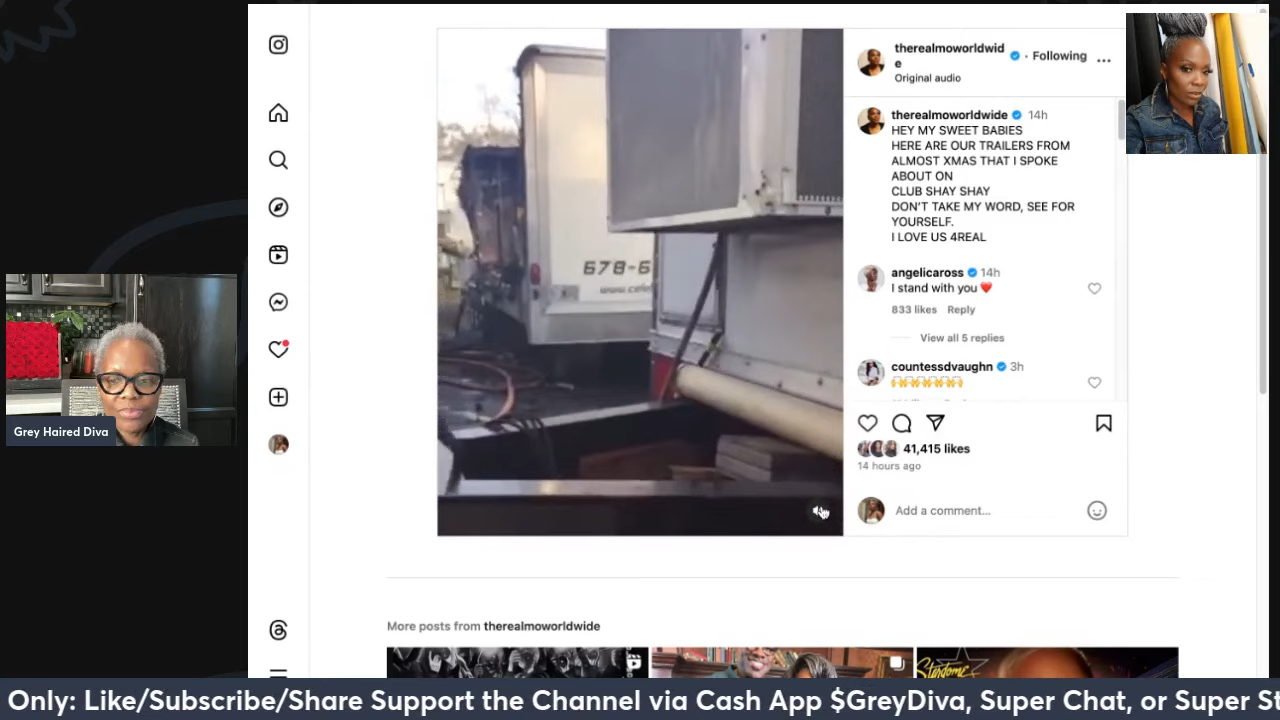 therealmoworldwid
e
· Following
Original audio
therealmoworldwide 14h
HEY MY SWEET BABIES
HERE ARE OUR TRAILERS FROM
ALMOST XMAS THAT I SPOKE
ABOUT ON
CLUB SHAY SHAY
DON'T TAKE MY WORD, SEE FOR
YOURSELF.
I LOVE US 4REAL
angelicaross 14h
I stand with you ❤️
833 likes Reply
View all 5 replies
countessdvaughn 3h
🙌🙌🙌🙌🙌🙌
41,415 likes
14 hours ago
Add a comment...
678-6
Grey Haired Diva
More posts from therealmoworldwide
Only: Like/Subscribe/Share Support the Channel via Cash App $GreyDiva, Super Chat, or Super St